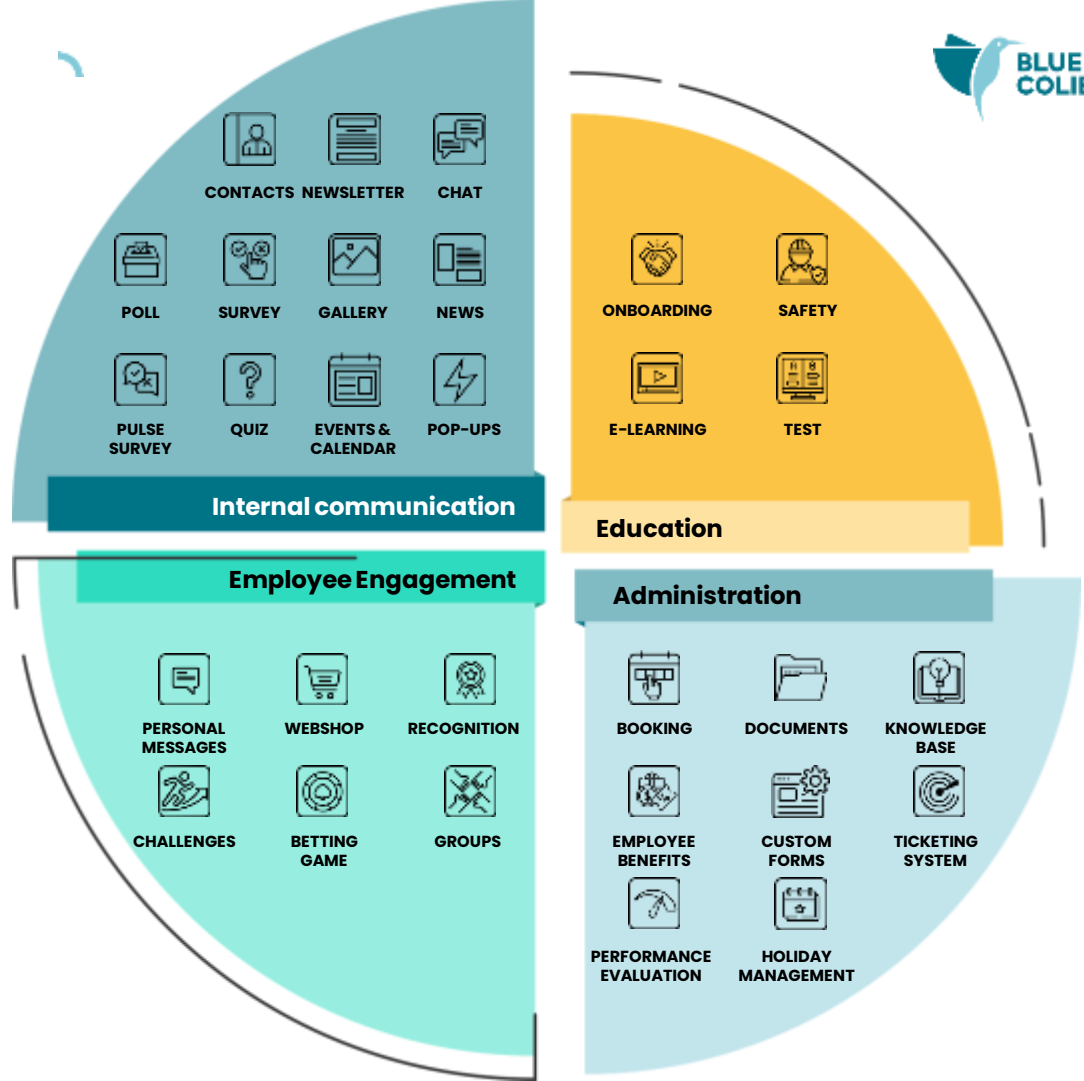 BLUE
CONTACTS
NEWSLETTER
CHAT
POLL
SURVEY
GALLERY
NEWS
PULSE
SURVEY
QUIZ
EVENTS &
CALENDAR
POP-UPS
Internal communication
ONBOARDING
SAFETY
E-LEARNING
TEST
Education
Employee Engagement
PERSONAL
MESSAGES
WEBSHOP
RECOGNITION
CHALLENGES
BETTING
GAME
GROUPS
Administration
BOOKING
DOCUMENTS
KNOWLEDGE
BASE
EMPLOYEE
BENEFITS
CUSTOM
FORMS
TICKETING
SYSTEM
PERFORMANCE
EVALUATION
HOLIDAY
MANAGEMENT